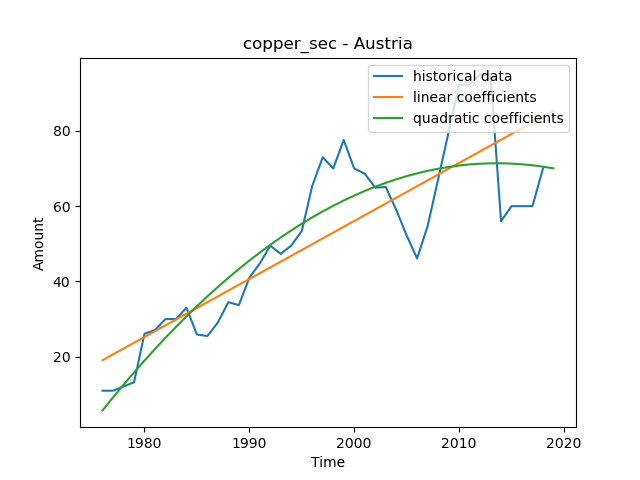 copper_sec - Austria
historical data
linear coefficients
quadratic coefficients
80
60
40
20
Amount
1980
1990
2000
2010
2020
Time